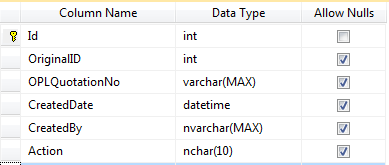 Column Name Data Type Allow Nulls
Id int
OriginalID int
OPLQuotationNo varchar(MAX)
CreatedDate datetime
CreatedBy nvarchar(MAX)
Action nchar(10)